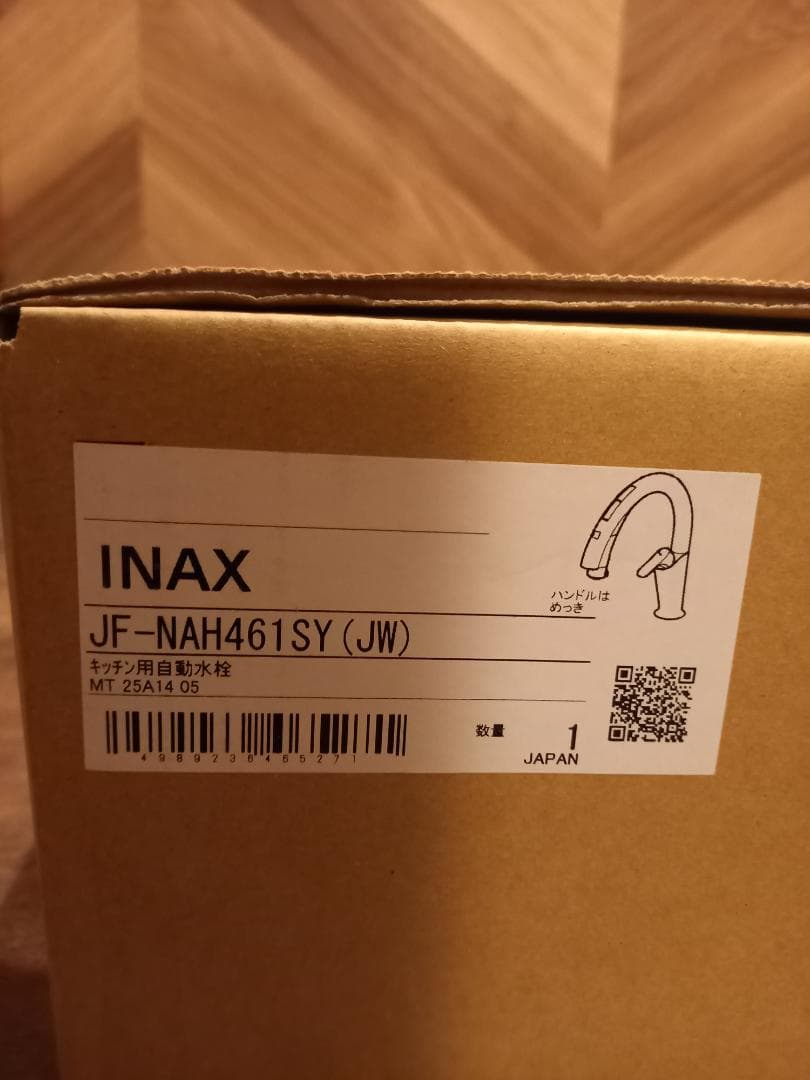 INAX
ハンドルは
めっき
JF-NAH461SY(JW)
キッチン用自動水栓
MT 25A14 05
数量 1
4989236465271
JAPAN